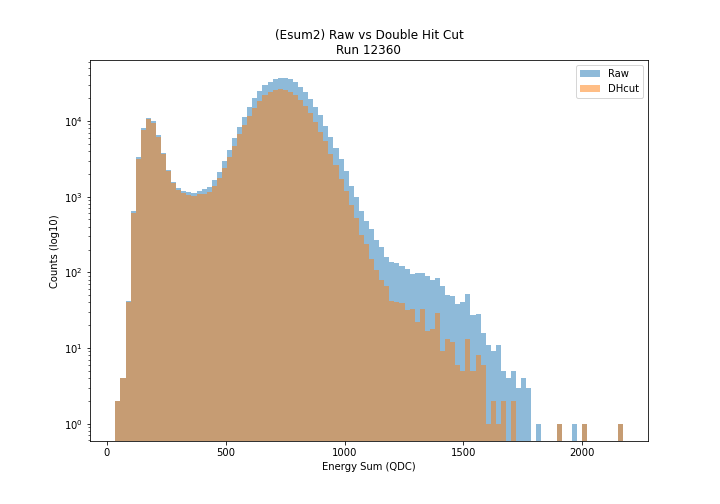 (Esum2) Raw vs Double Hit Cut
Run 12360
Raw
DHcut
10⁴
10³
10²
10¹
10⁰
Counts (log10)
0 500 1000 1500 2000
Energy Sum (QDC)